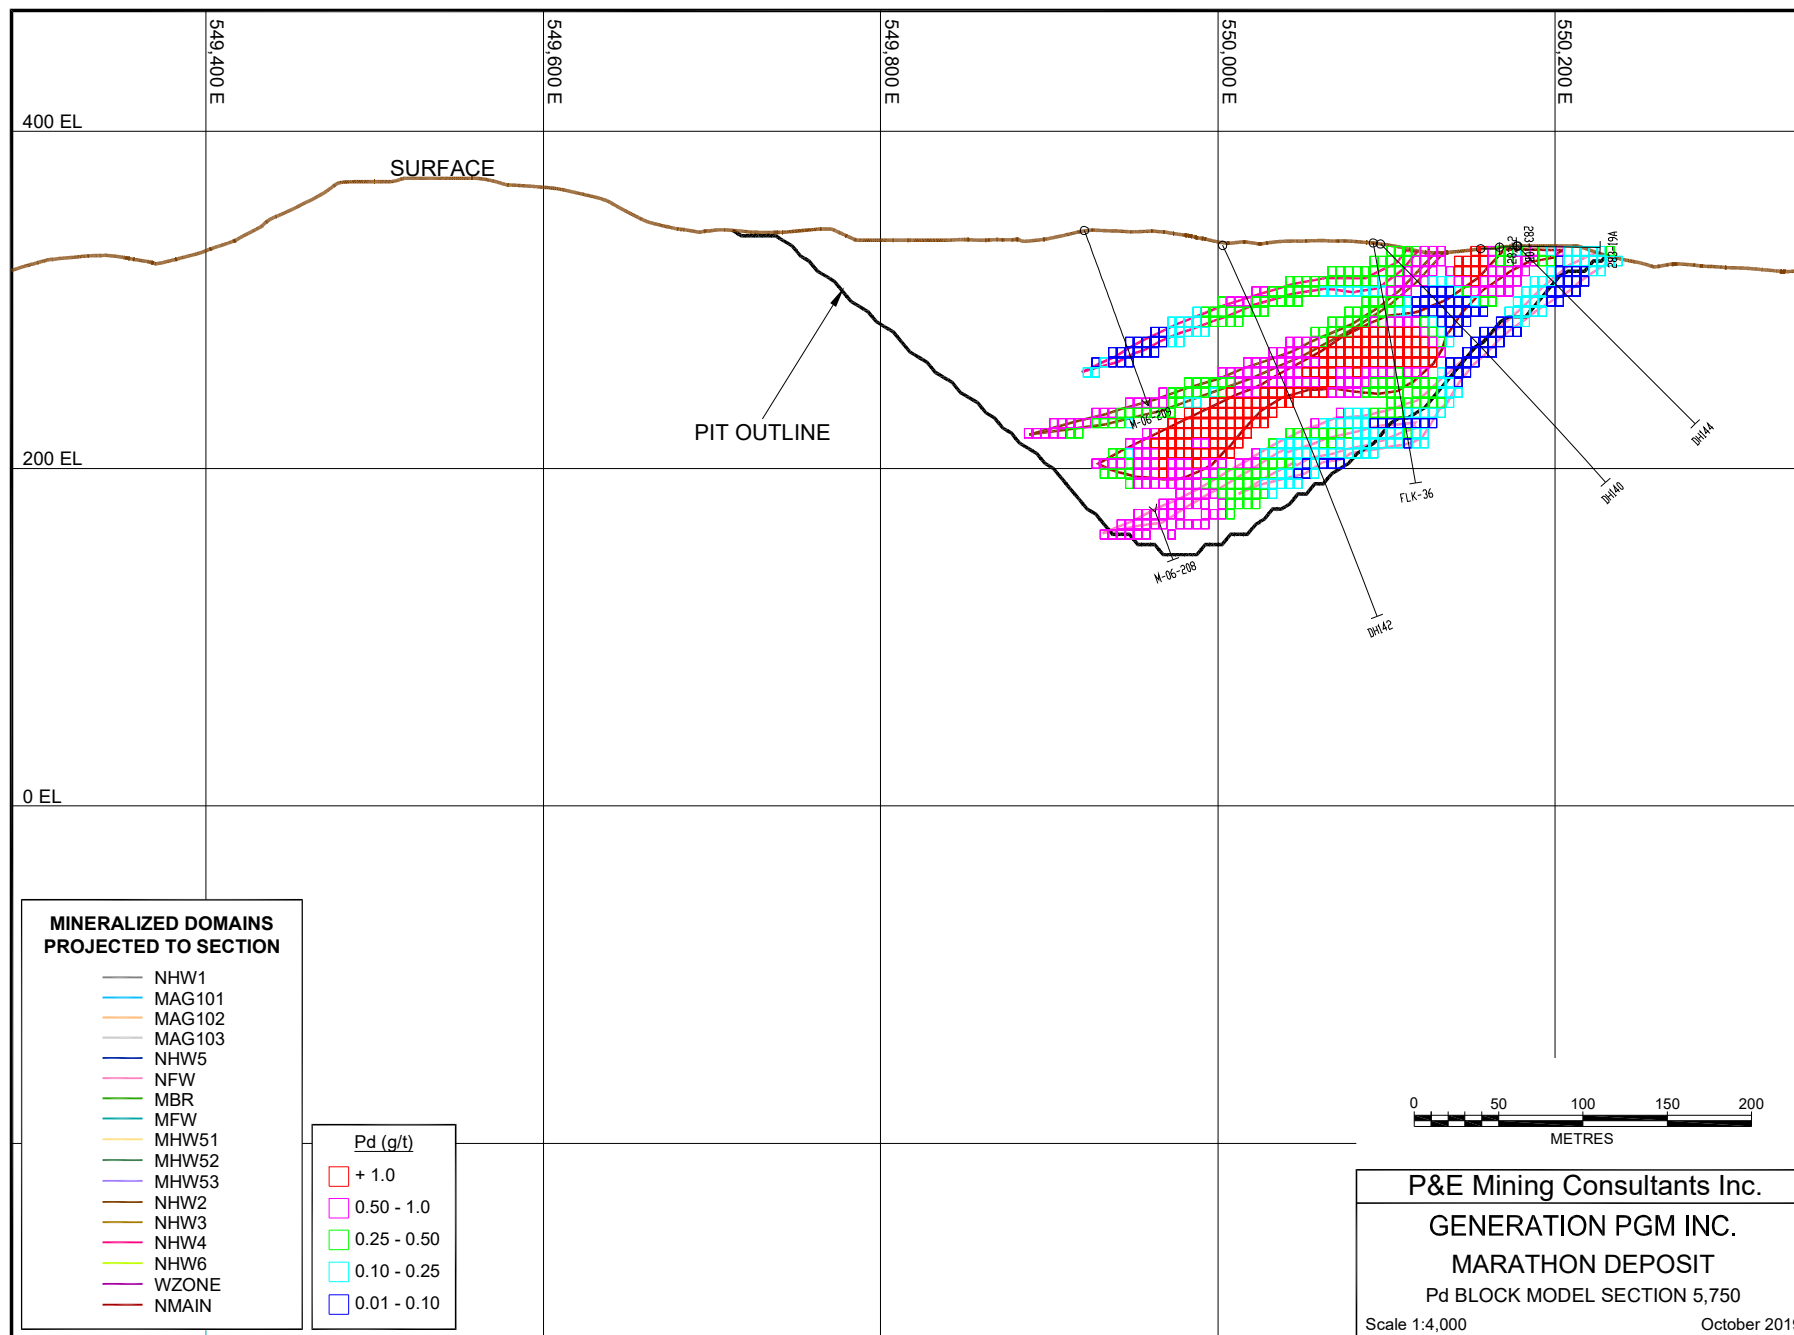 549,400 E
549,600 E
549,800 E
550,000 E
550,200 E
400 EL
SURFACE
283-19A
PIT OUTLINE
M-06-209
DH144
200 EL
FLK-36
DH140
M-06-208
DH142
0 EL
MINERALIZED DOMAINS
PROJECTED TO SECTION
NHW1
MAG101
MAG102
MAG103
NHW5
NFW
MBR
MFW
MHW51
MHW52
MHW53
NHW2
NHW3
NHW4
NHW6
WZONE
NMAIN
Pd (g/t)
+ 1.0
0.50 - 1.0
0.25 - 0.50
0.10 - 0.25
0.01 - 0.10
0 50 100 150 200
METRES
P&E Mining Consultants Inc.
GENERATION PGM INC.
MARATHON DEPOSIT
Pd BLOCK MODEL SECTION 5,750
Scale 1:4,000 October 2019